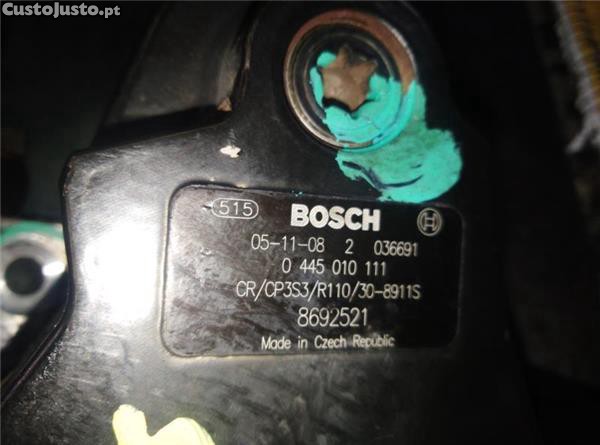 CustoJusto.pt
515 BOSCH
05-11-08 2 036691
0 445 010 111
CR/CP3S3/R110/30-8911S
8692521
Made in Czech Republic